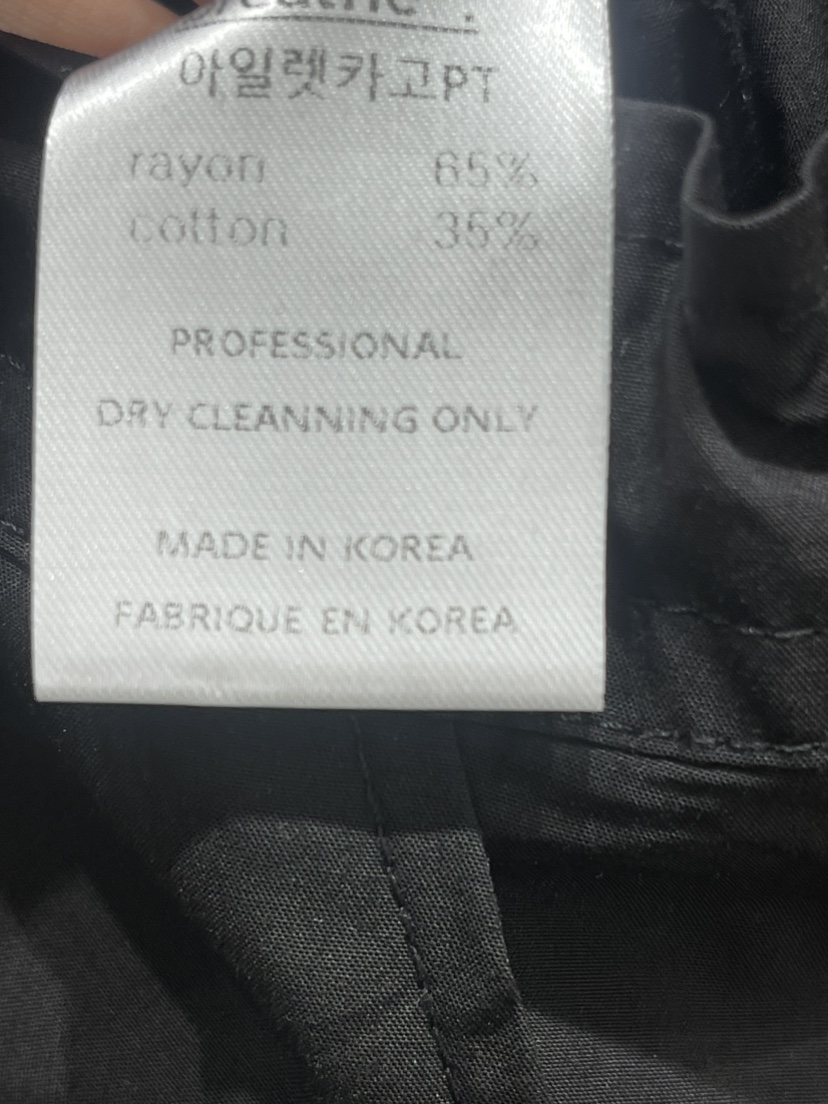 아일렛카고PT
rayon 65%
cotton 35%
PROFESSIONAL
DRY CLEANNING ONLY
MADE IN KOREA
FABRIQUE EN KOREA